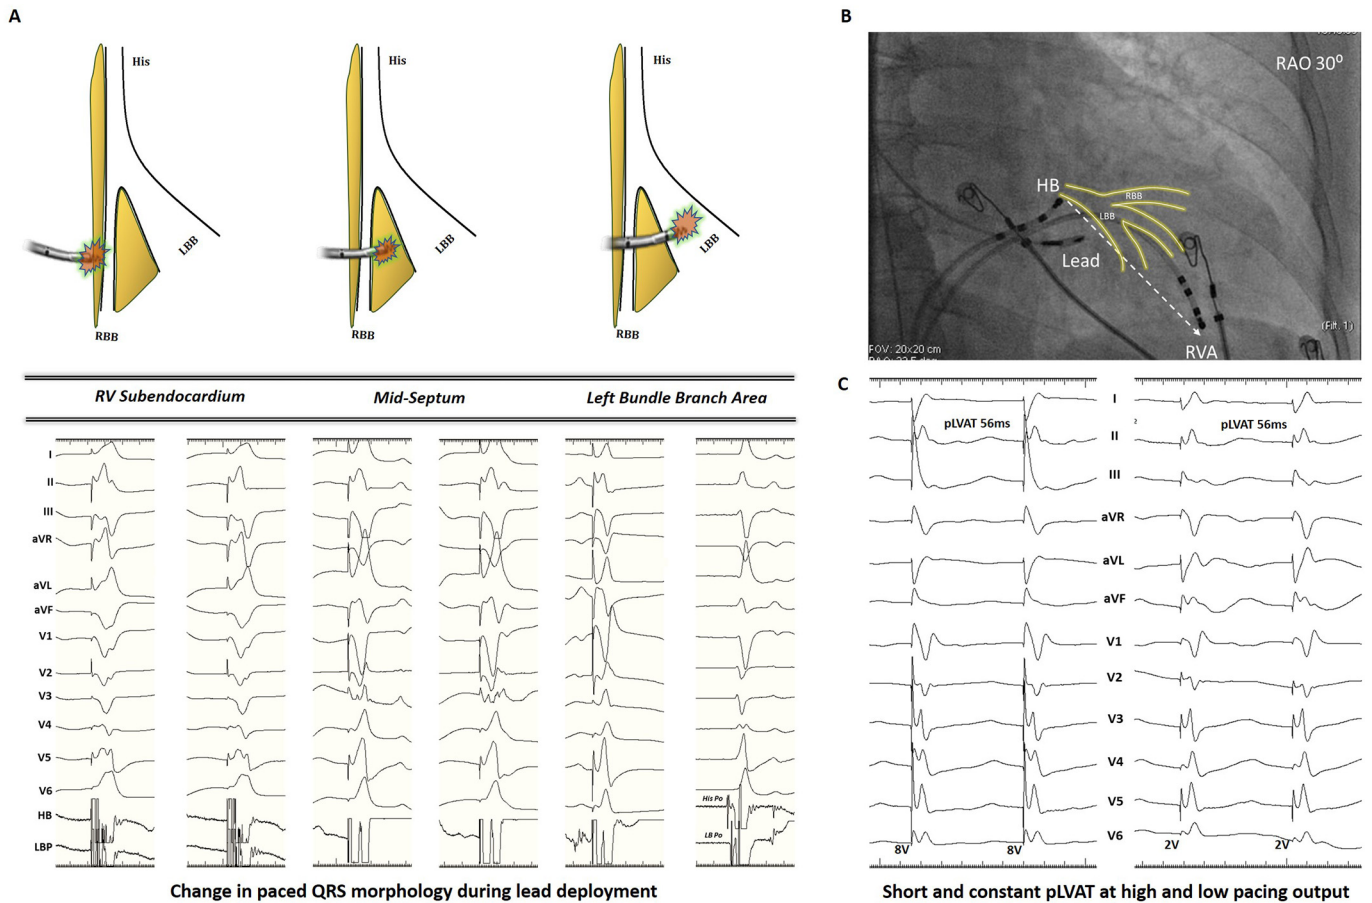 A
His
LBB
RBB
His
LBB
RBB
His
LBB
RBB
RV Subendocardium
Mid-Septum
Left Bundle Branch Area
I
II
III
aVR
aVL
aVF
V1
V2
V3
V4
V5
V6
HB
LBP
His Po
LB Po
Change in paced QRS morphology during lead deployment
B
RAO 30⁰
HB
RBB
LBB
Lead
RVA
(Filt. 1)
FOV: 20x20 cm
C
pLVAT 56ms
pLVAT 56ms
2
I
II
III
aVR
aVL
aVF
V1
V2
V3
V4
V5
V6
8V
8V
2V
2V
Short and constant pLVAT at high and low pacing output